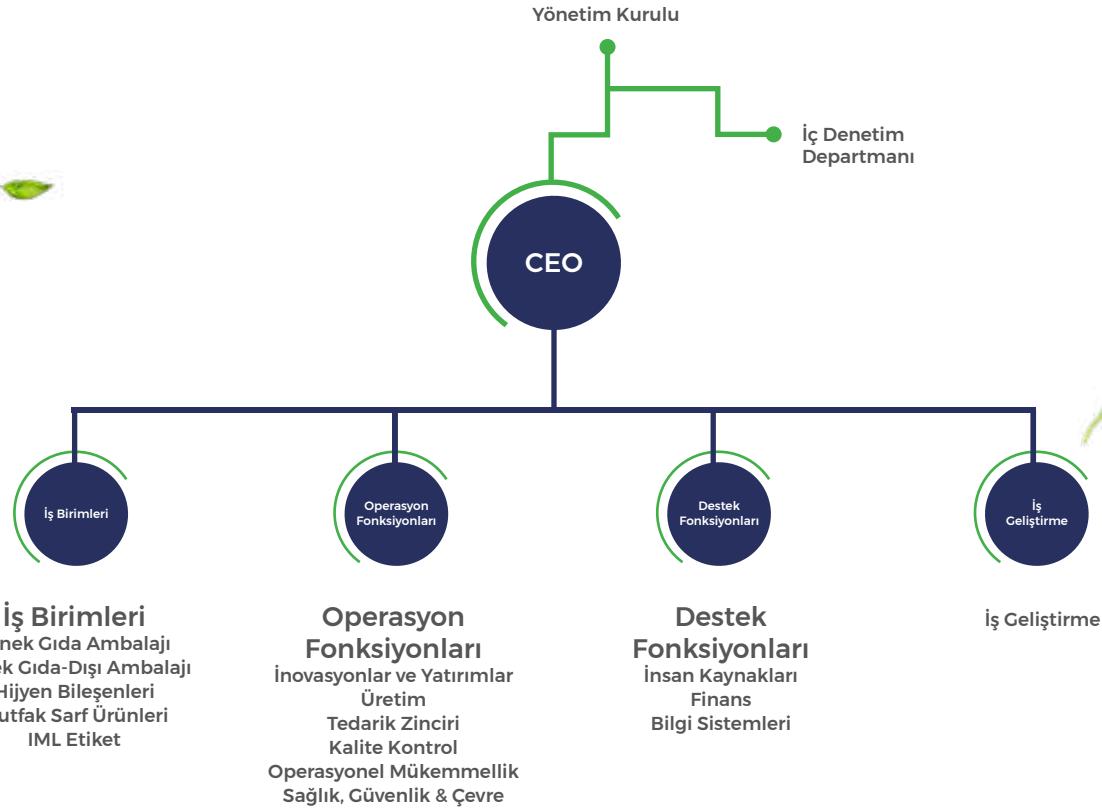 Yönetim Kurulu
İç Denetim
Departmanı
CEO
İş Birimleri
Operasyon
Fonksiyonları
Destek
Fonksiyonları
İş
Geliştirme
İş Birimleri
Gıda Ambalajı
Gıda-Dışı Ambalajı
Hijyen Bileşenleri
Sarf Ürünleri
IML Etiket
Operasyon
Fonksiyonları
İnovasyonlar ve Yatırımlar
Üretim
Tedarik Zinciri
Kalite Kontrol
Operasyonel Mükemmellik
Sağlık, Güvenlik & Çevre
Destek
Fonksiyonları
İnsan Kaynakları
Finans
Bilgi Sistemleri
İş Geliştirme